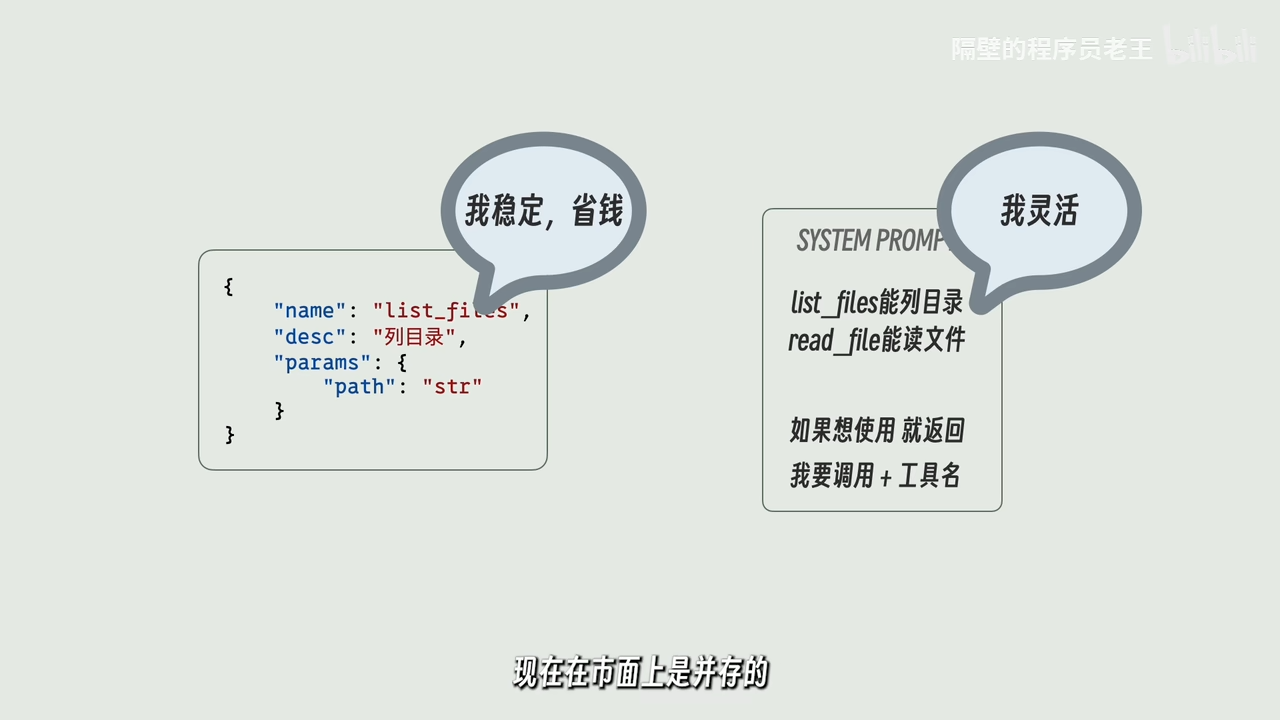 隔壁的程序员老王 bilibili
我稳定，省钱
{
"name": "list_files",
"desc": "列目录",
"params": {
"path": "str"
}
}
我灵活
SYSTEM PROMPT
list_file能列目录
read_file能读文件
如果想使用 就返回
我要调用 + 工具名
现在在市面上是并存的